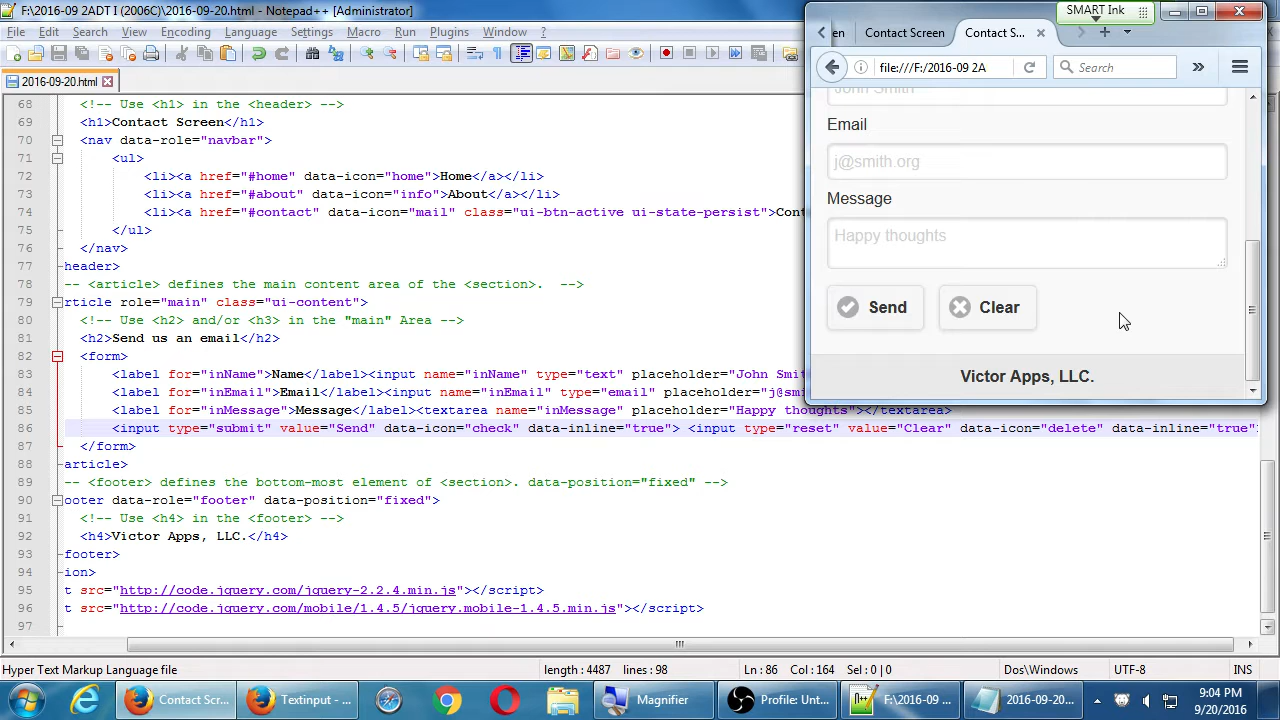 F:\2016-09 2ADT I (2006C)\2016-09-20.html - Notepad++ [Administrator]
SMART Ink
File Edit Search View Encoding Language Settings Macro Run Plugins Window ?
2016-09-20.html
en Contact Screen Contact S...
file:///F:/2016-09 2A Search
68 <!-- Use <h1> in the <header> -->
69 <h1>Contact Screen</h1>
70 <nav data-role="navbar">
71 <ul>
72 <li><a href="#home" data-icon="home">Home</a></li>
73 <li><a href="#about" data-icon="info">About</a></li>
74 <li><a href="#contact" data-icon="mail" class="ui-btn-active ui-state-persist">Cont
75 </ul>
76 </nav>
77 header>
78 -- <article> defines the main content area of the <section>.  -->
79 rticle role="main" class="ui-content">
80 <!-- Use <h2> and/or <h3> in the "main" Area -->
81 <h2>Send us an email</h2>
82 <form>
83 <label for="inName">Name</label><input name="inName" type="text" placeholder="John Smit
84 <label for="inEmail">Email</label><input name="inEmail" type="email" placeholder="j@sm
85 <label for="inMessage">Message</label><textarea name="inMessage" placeholder="Happy thoughts"></textarea>
86 <input type="submit" value="Send" data-icon="check" data-inline="true"> <input type="reset" value="Clear" data-icon="delete" data-inline="true"
87 </form>
88 article>
89 -- <footer> defines the bottom-most element of <section>. data-position="fixed" -->
90 ooter data-role="footer" data-position="fixed">
91 <!-- Use <h4> in the <footer> -->
92 <h4>Victor Apps, LLC.</h4>
93 footer>
94 ion>
95 t src="http://code.jquery.com/jquery-2.2.4.min.js"></script>
96 t src="http://code.jquery.com/mobile/1.4.5/jquery.mobile-1.4.5.min.js"></script>
97
John Smith
Email
j@smith.org
Message
Happy thoughts
Send Clear
Victor Apps, LLC.
Hyper Text Markup Language file length : 4487 lines : 98 Ln : 86 Col : 164 Sel : 0 | 0 Dos\Windows UTF-8 INS
Contact Scr... Textinput - ... Magnifier Profile: Unt... F:\2016-09 ... 2016-09-20... 9:04 PM
9/20/2016